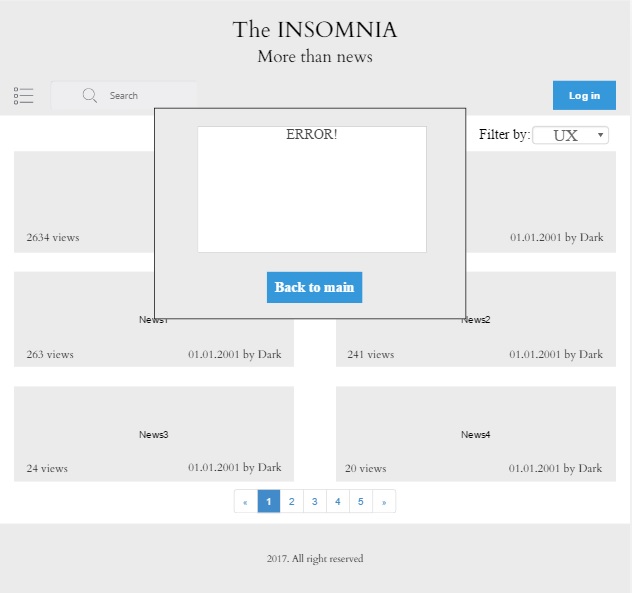 The INSOMNIA
More than news
Search
Log in
Filter by: UX
ERROR!
Back to main
2634 views
01.01.2001 by Dark
News1
263 views
01.01.2001 by Dark
News2
241 views
01.01.2001 by Dark
News3
24 views
01.01.2001 by Dark
News4
20 views
01.01.2001 by Dark
« 1 2 3 4 5 »
2017. All right reserved